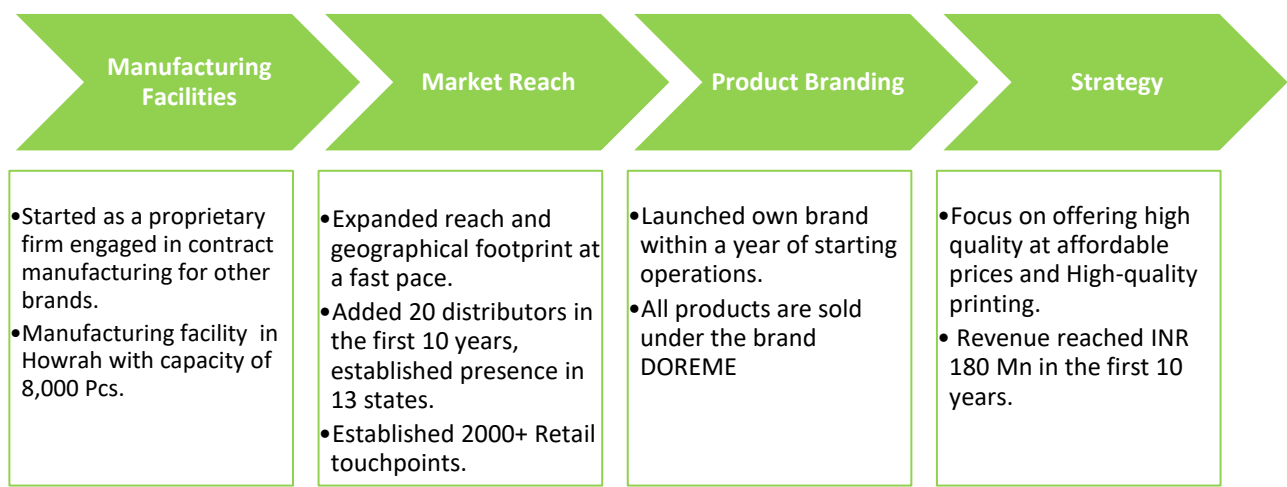 Manufacturing
Facilities
Market Reach
Product Branding
Strategy
•Started as a proprietary
firm engaged in contract
manufacturing for other
brands.
•Manufacturing facility in
Howrah with capacity of
8,000 Pcs.
•Expanded reach and
geographical footprint at
a fast pace.
•Added 20 distributors in
the first 10 years,
established presence in
13 states.
•Established 2000+ Retail
touchpoints.
•Launched own brand
within a year of starting
operations.
•All products are sold
under the brand
DOREME
•Focus on offering high
quality at affordable
prices and High-quality
printing.
• Revenue reached INR
180 Mn in the first 10
years.